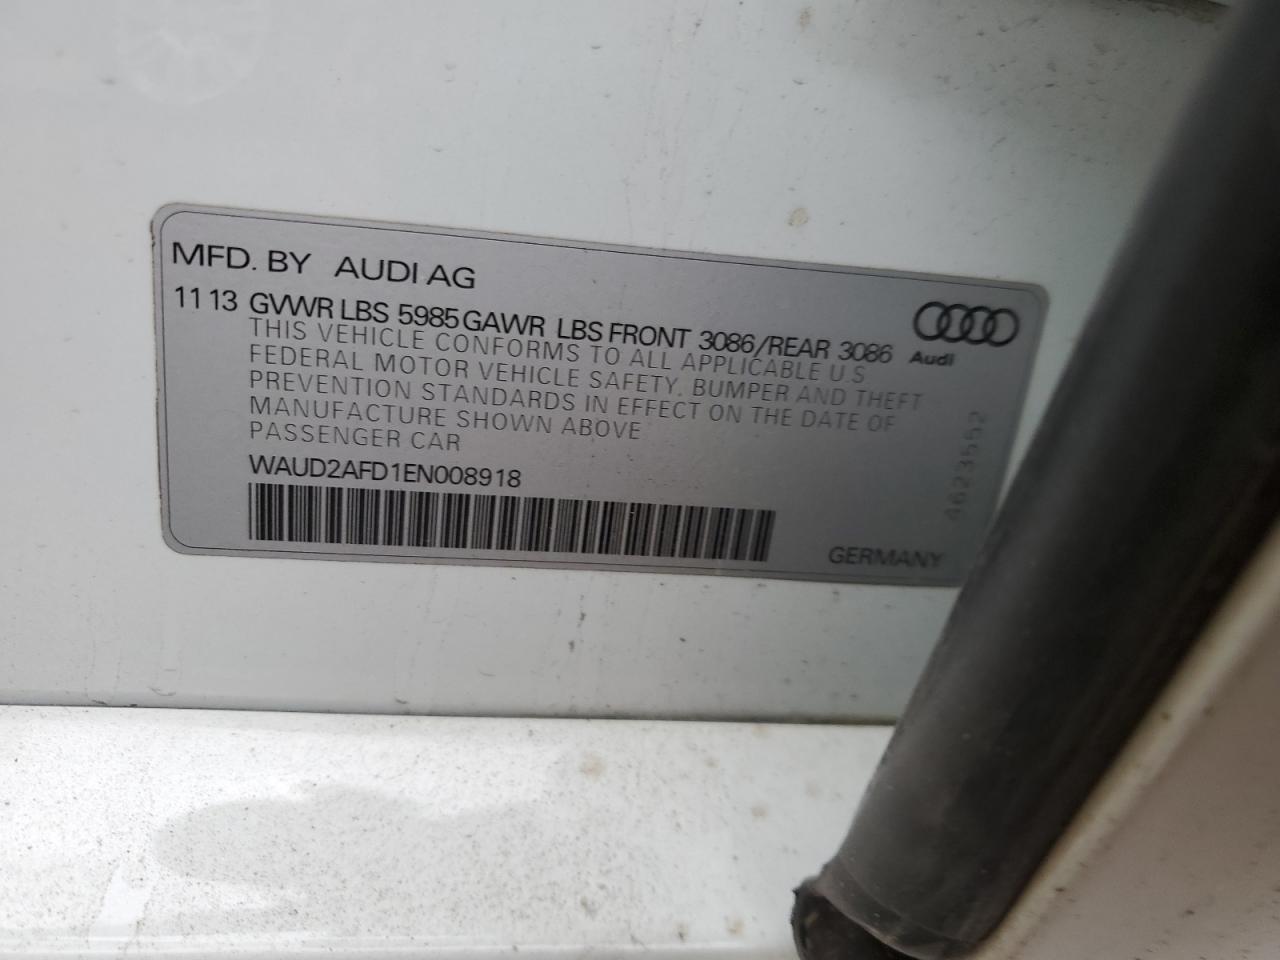 MFD. BY AUDI AG
11 13 GVWR LBS 5985 GAWR LBS FRONT 3086/REAR 3086
THIS VEHICLE CONFORMS TO ALL APPLICABLE U.S
FEDERAL MOTOR VEHICLE SAFETY. BUMPER AND THEFT
PREVENTION STANDARDS IN EFFECT ON THE DATE OF
MANUFACTURE SHOWN ABOVE
PASSENGER CAR
WAUD2AFD1EN008918
Audi
4623552
GERMANY